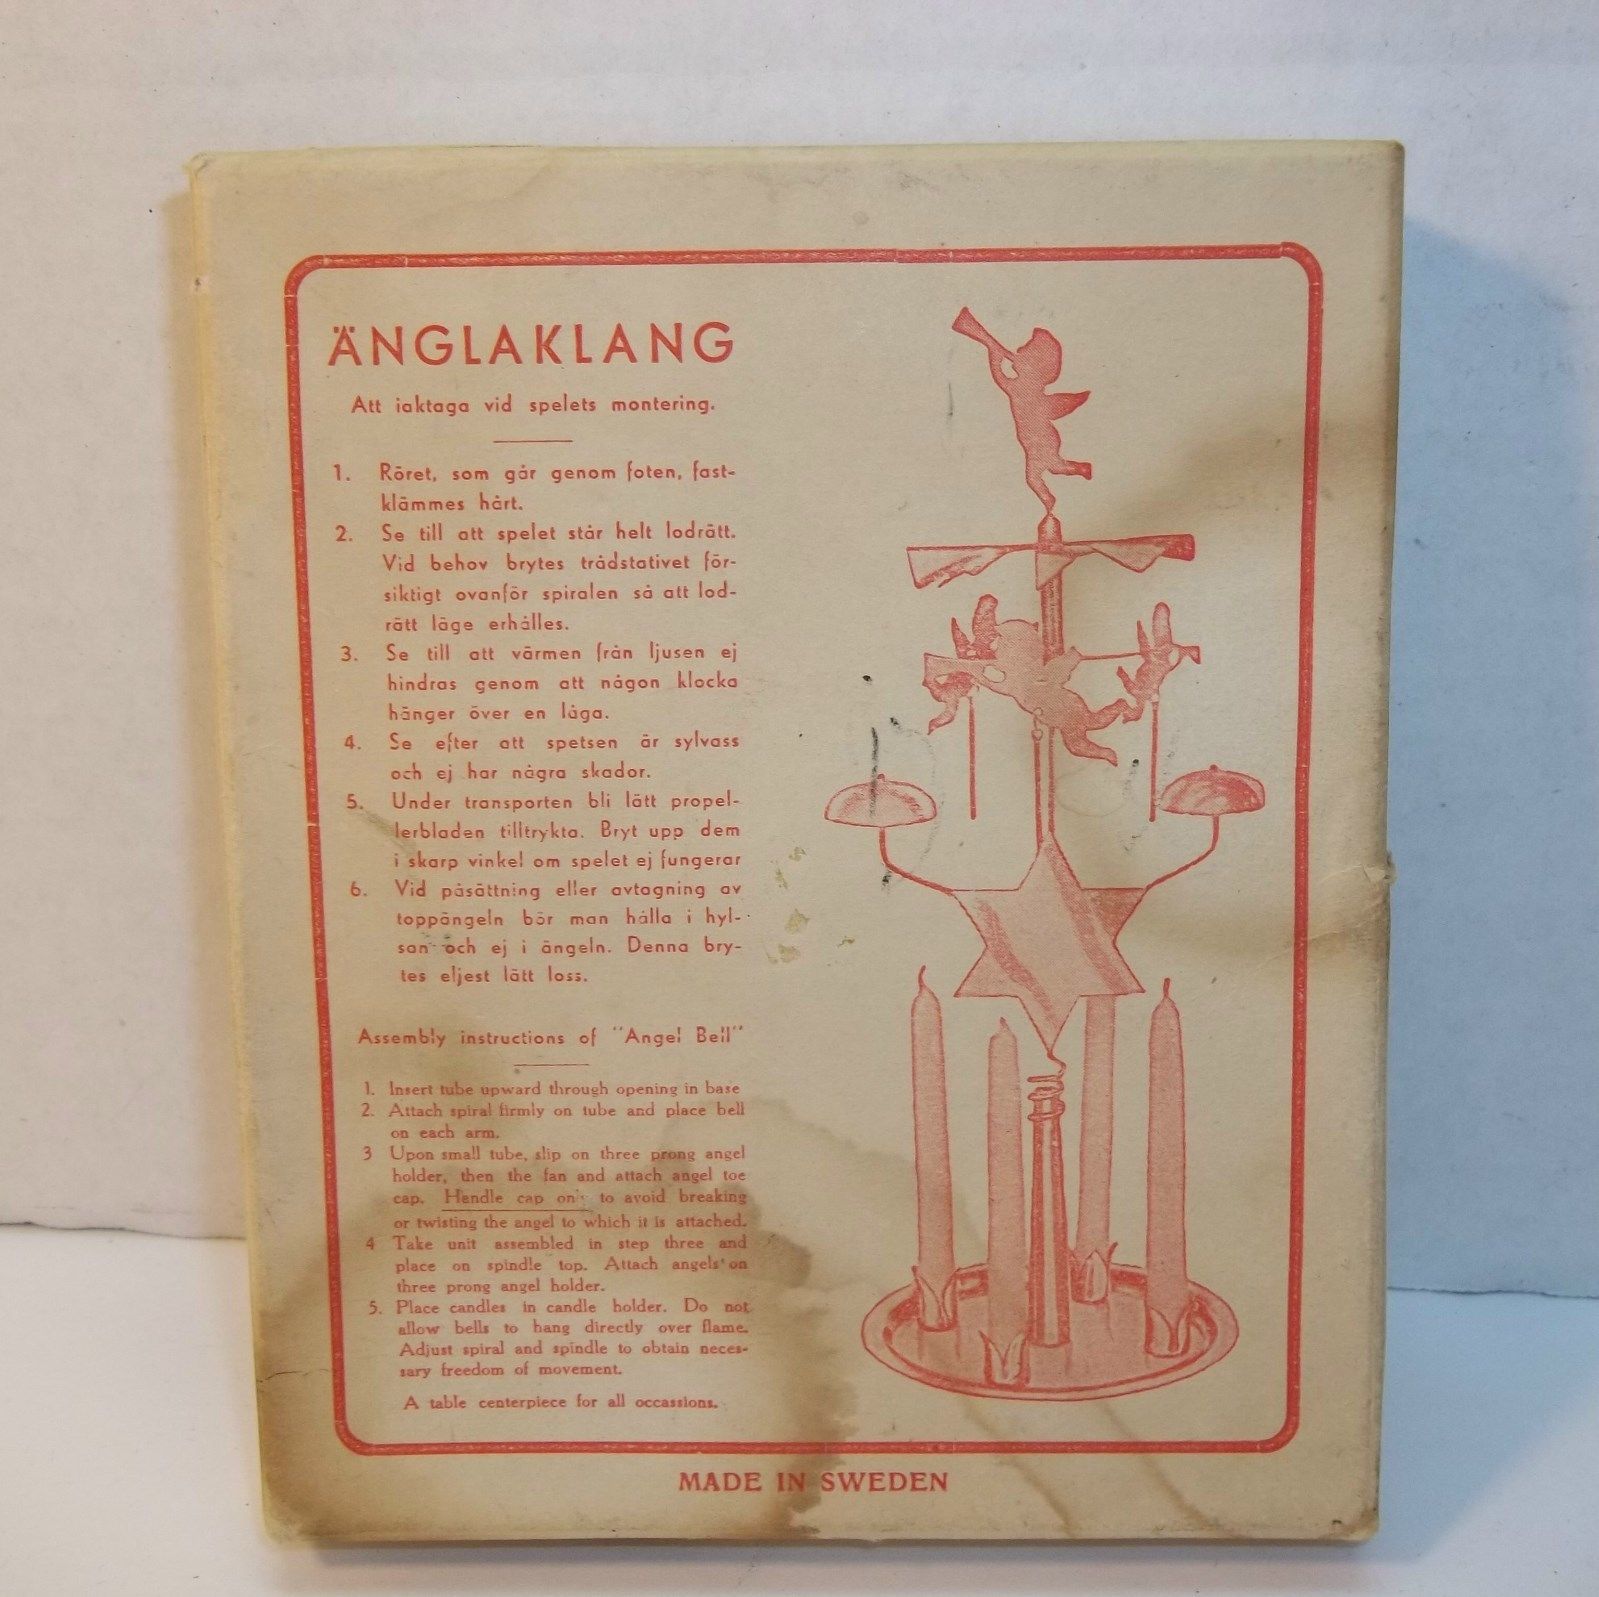 ÄNGLAKLANG
Att iaktaga vid spelets montering.
1. Röret, som går genom foten, fast-
klämmes hårt.
2. Se till att spelet står helt lodrätt.
Vid behov brytes trådstativet för-
siktigt ovanför spiralen så att lod-
rätt läge erhålles.
3. Se till att värmen från ljusen ej
hindras genom att någon klocka
hänger över en låga.
4. Se efter att spetsen är sylvass
och ej har några skador.
5. Under transporten bli lätt propel-
lerbladen tilltrykta. Bryt upp dem
i skarp vinkel om spelet ej fungerar
6. Vid påsättning eller avtagning av
toppängeln bör man hålla i hyl-
san och ej i ängeln. Denna bry-
tes eljest lätt loss.
Assembly instructions of "Angel Bell"
1. Insert tube upward through opening in base
2. Attach spiral firmly on tube and place bell
on each arm.
3 Upon small tube, slip on three prong angel
holder, then the fan and attach angel toe
cap. Handle cap only to avoid breaking
or twisting the angel to which it is attached.
4 Take unit assembled in step three and
place on spindle top. Attach angels on
three prong angel holder.
5. Place candles in candle holder. Do not
allow bells to hang directly over flame.
Adjust spiral and spindle to obtain neces-
sary freedom of movement.
A table centerpiece for all occassions.
MADE IN SWEDEN